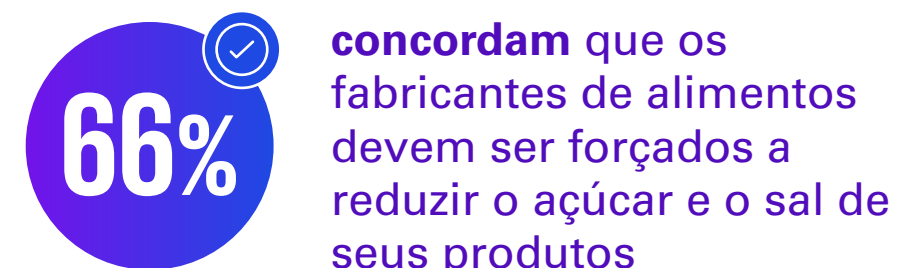 66%
concordam que os
fabricantes de alimentos
devem ser forçados a
reduzir o açúcar e o sal de
seus produtos